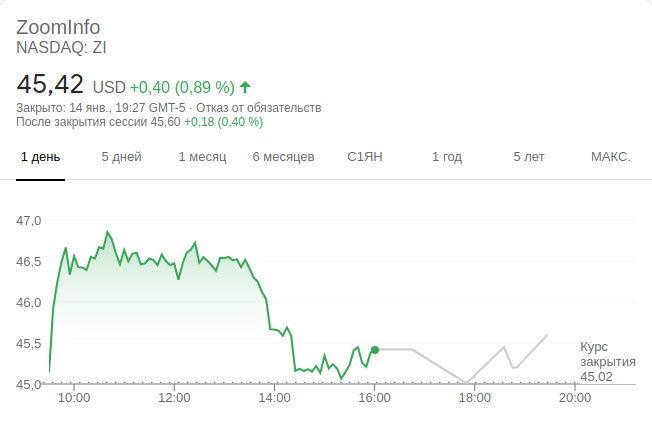 ZoomInfo
NASDAQ: ZI
45,42 USD +0,40 (0,89 %)
Закрыто: 14 янв., 19:27 GMT-5 · Отказ от обязательств
После закрытия сессии 45,60 +0,18 (0,40 %)
1 день 5 дней 1 месяц 6 месяцев С1ЯН 1 год 5 лет МАКС.
47,0
46,5
46,0
45,5
45,0
Курс
закрытия
45,02
10:00 12:00 14:00 16:00 18:00 20:00